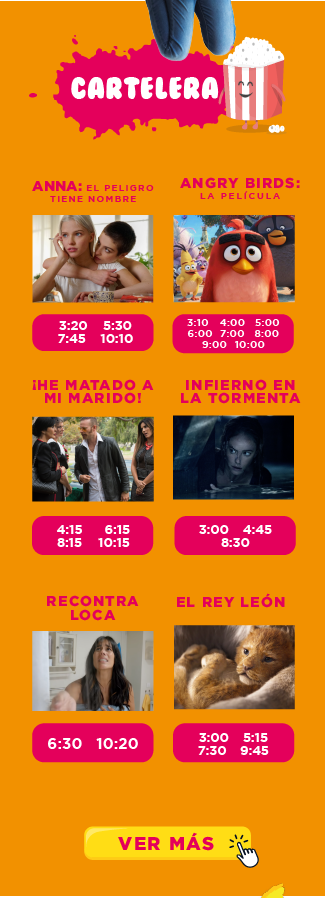 CARTELERA
ANNA: EL PELIGRO
TIENE NOMBRE
3:20 5:30
7:45 10:10
ANGRY BIRDS:
LA PELÍCULA
3:10 4:00 5:00
6:00 7:00 8:00
9:00 10:00
¡HE MATADO A
MI MARIDO!
4:15 6:15
8:15 10:15
INFIERNO EN
LA TORMENTA
3:00 4:45
8:30
RECONTRA
LOCA
6:30 10:20
EL REY LEÓN
3:00 5:15
7:30 9:45
VER MÁS